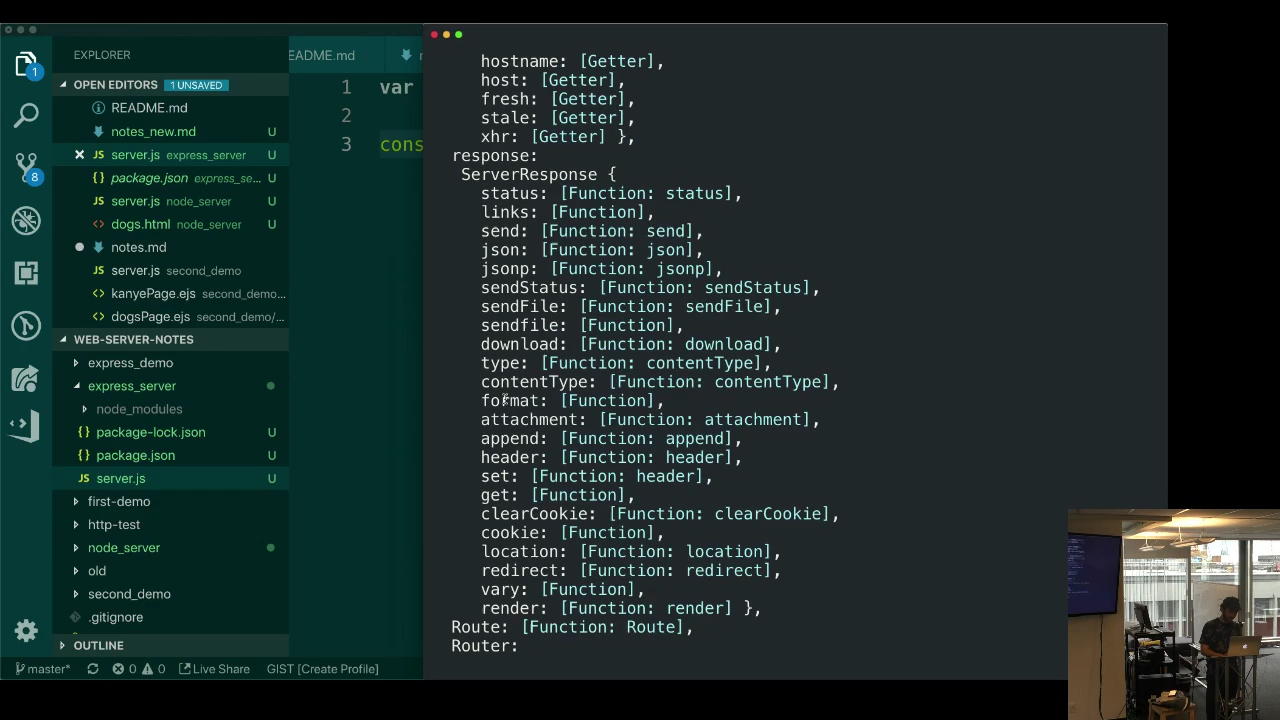 EXPLORER
OPEN EDITORS 1 UNSAVED
README.md
notes_new.md U
JS server.js express_server U
{} package.json express_se... U
JS server.js node_server U
<> dogs.html node_server U
notes.md
JS server.js second_demo
<> kanyePage.ejs second_demo...
<> dogsPage.ejs second_demo/...
WEB-SERVER-NOTES
express_demo
express_server
node_modules
{} package-lock.json U
{} package.json U
JS server.js U
first-demo
http-test
node_server
old
second_demo
.gitignore
OUTLINE
1
8
master* 0 0 Live Share GIST [Create Profile]
EADME.md
1 var
2
3 cons
hostname: [Getter],
host: [Getter],
fresh: [Getter],
stale: [Getter],
xhr: [Getter] },
response:
ServerResponse {
status: [Function: status],
links: [Function],
send: [Function: send],
json: [Function: json],
jsonp: [Function: jsonp],
sendStatus: [Function: sendStatus],
sendFile: [Function: sendFile],
sendfile: [Function],
download: [Function: download],
type: [Function: contentType],
contentType: [Function: contentType],
format: [Function],
attachment: [Function: attachment],
append: [Function: append],
header: [Function: header],
set: [Function: header],
get: [Function],
clearCookie: [Function: clearCookie],
cookie: [Function],
location: [Function: location],
redirect: [Function: redirect],
vary: [Function],
render: [Function: render] },
Route: [Function: Route],
Router: